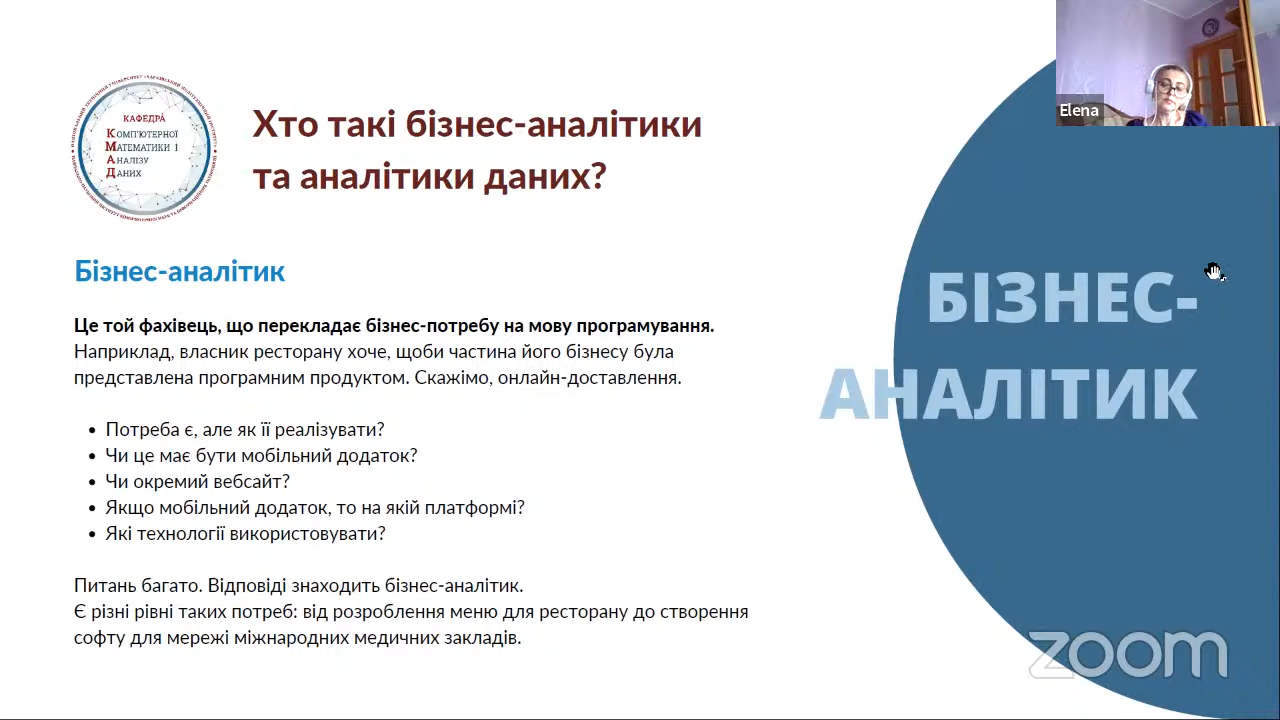 КАФЕДРА
КОМП'ЮТЕРНОЇ
МАТЕМАТИКИ І
АНАЛІЗУ
ДАНИХ
Хто такі бізнес-аналітики
та аналітики даних?
Elena
Бізнес-аналітик
Це той фахівець, що перекладає бізнес-потребу на мову програмування.
Наприклад, власник ресторану хоче, щоби частина його бізнесу була
представлена програмним продуктом. Скажімо, онлайн-доставлення.
• Потреба є, але як її реалізувати?
• Чи це має бути мобільний додаток?
• Чи окремий вебсайт?
• Якщо мобільний додаток, то на якій платформі?
• Які технології використовувати?
Питань багато. Відповіді знаходить бізнес-аналітик.
Є різні рівні таких потреб: від розроблення меню для ресторану до створення
софту для мережі міжнародних медичних закладів.
БІЗНЕС-
АНАЛІТИК
zoom